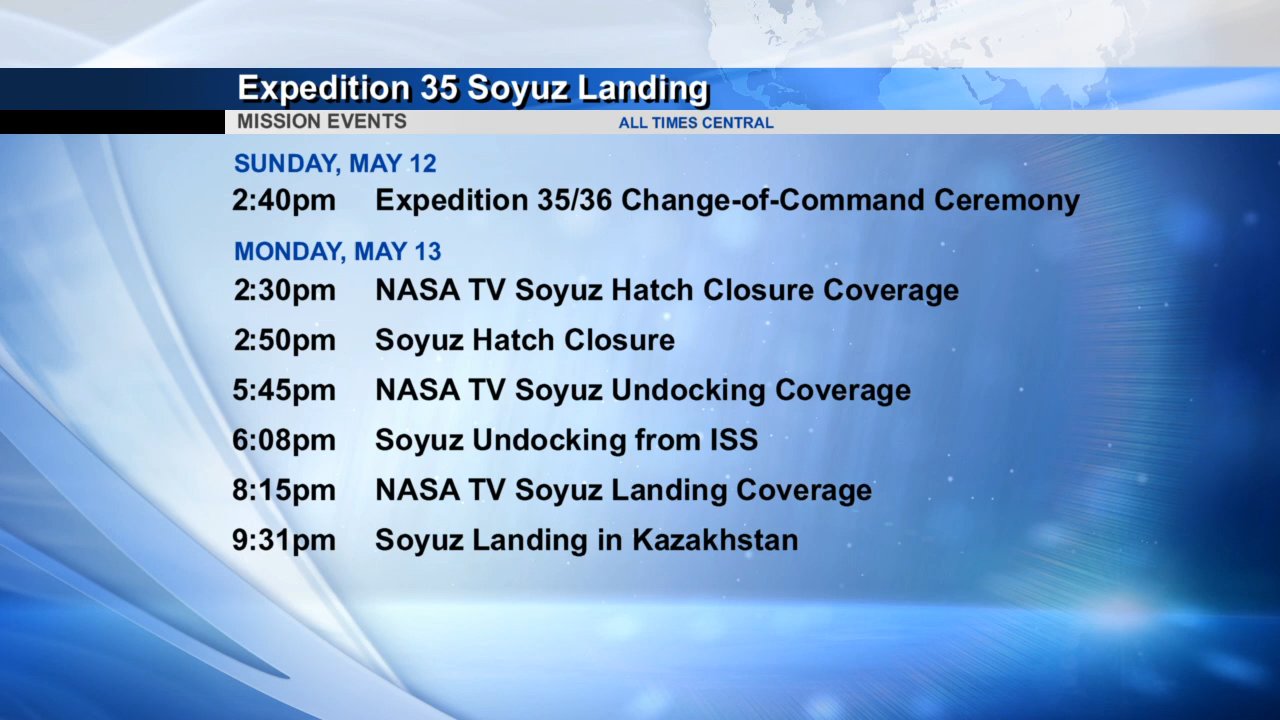 Expedition 35 Soyuz Landing
MISSION EVENTS ALL TIMES CENTRAL
SUNDAY, MAY 12
2:40pm Expedition 35/36 Change-of-Command Ceremony
MONDAY, MAY 13
2:30pm NASA TV Soyuz Hatch Closure Coverage
2:50pm Soyuz Hatch Closure
5:45pm NASA TV Soyuz Undocking Coverage
6:08pm Soyuz Undocking from ISS
8:15pm NASA TV Soyuz Landing Coverage
9:31pm Soyuz Landing in Kazakhstan